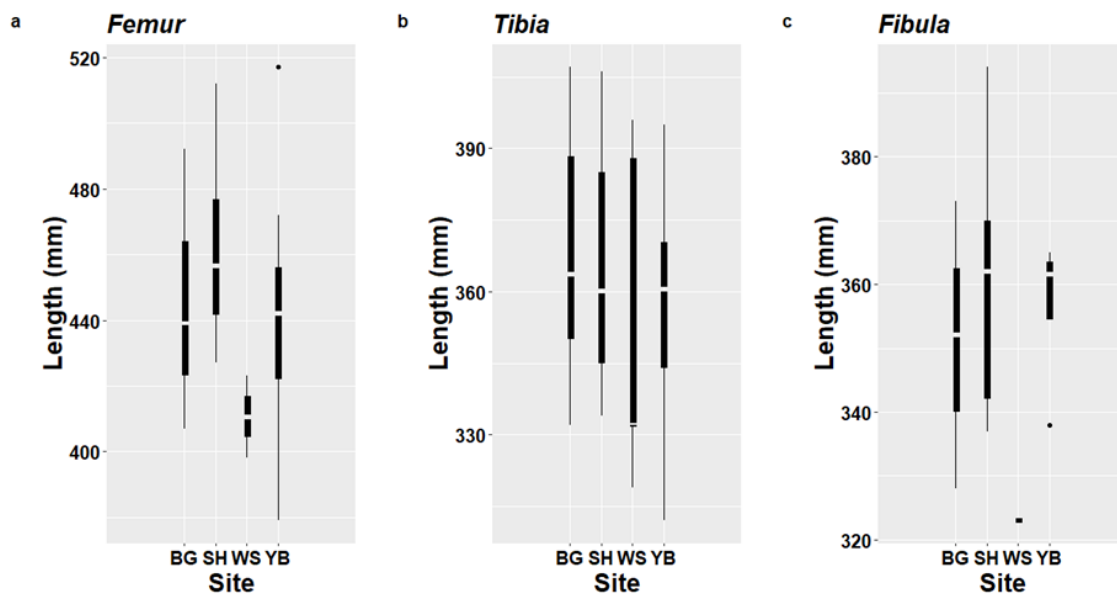 a
Femur
520
480
440
400
Length (mm)
BG SH WS YB
Site
b
Tibia
390
360
330
Length (mm)
BG SH WS YB
Site
c
Fibula
380
360
340
320
Length (mm)
BG SH WS YB
Site